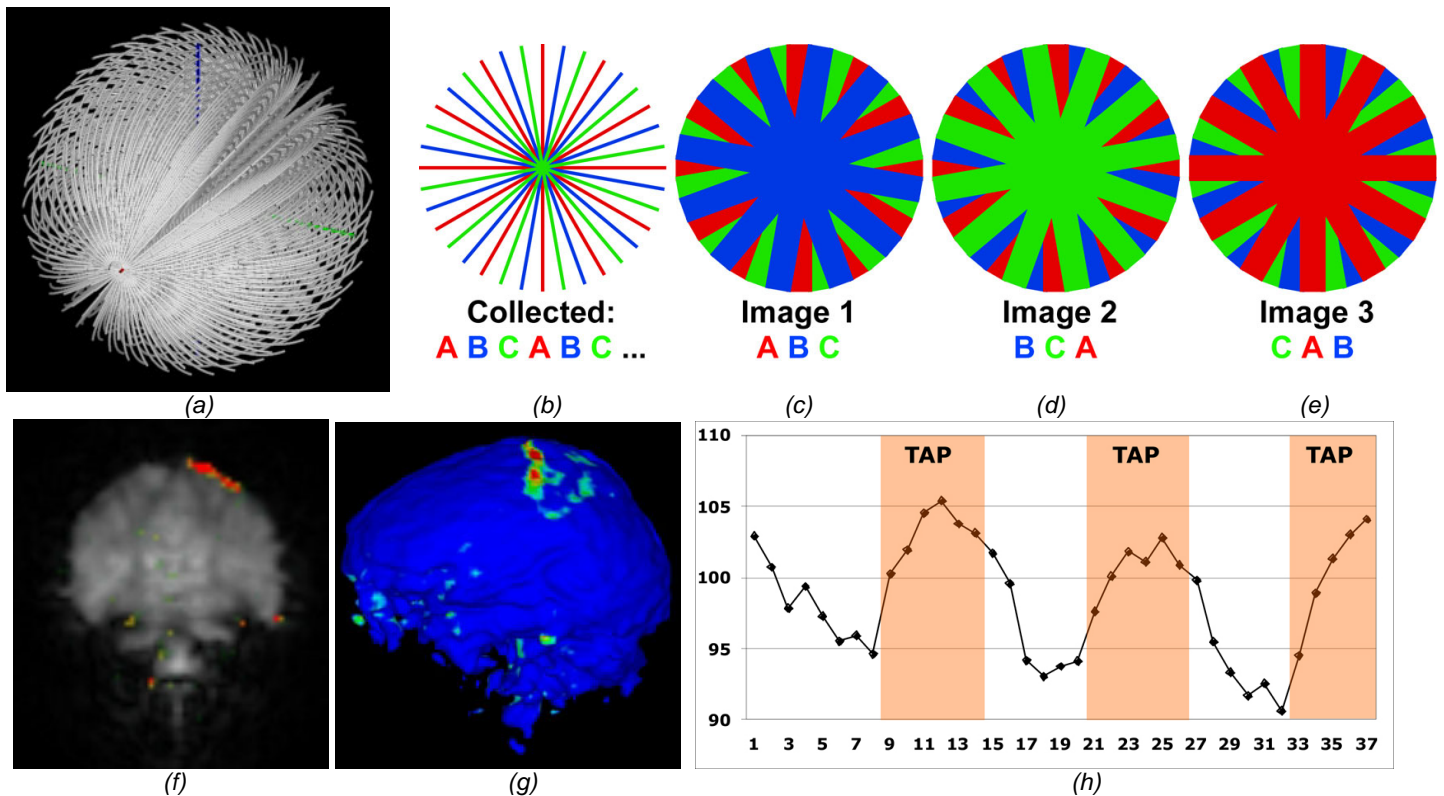 Collected:
A B C A B C ...
Image 1
A B C
Image 2
B C A
Image 3
C A B
(a)
(b)
(c)
(d)
(e)
110
105
100
95
90
TAP
TAP
TAP
1 3 5 7 9 11 13 15 17 19 21 23 25 27 29 31 33 35 37
(f)
(g)
(h)